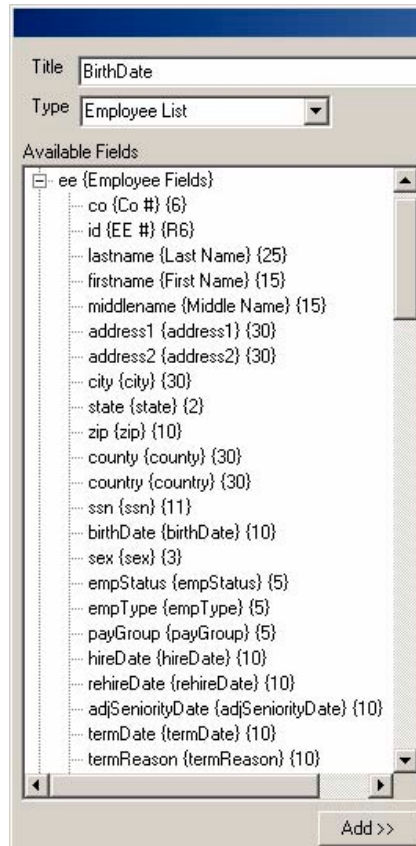 Title BirthDate
Type Employee List
Available Fields
ee {Employee Fields}
co {Co #} {6}
id {EE #} {R6}
lastname {Last Name} {25}
firstname {First Name} {15}
middlename {Middle Name} {15}
address1 {address1} {30}
address2 {address2} {30}
city {city} {30}
state {state} {2}
zip {zip} {10}
county {county} {30}
country {country} {30}
ssn {ssn} {11}
birthDate {birthDate} {10}
sex {sex} {3}
empStatus {empStatus} {5}
empType {empType} {5}
payGroup {payGroup} {5}
hireDate {hireDate} {10}
rehireDate {rehireDate} {10}
adjSeniorityDate {adjSeniorityDate} {10}
termDate {termDate} {10}
termReason {termReason} {10}
Add >>